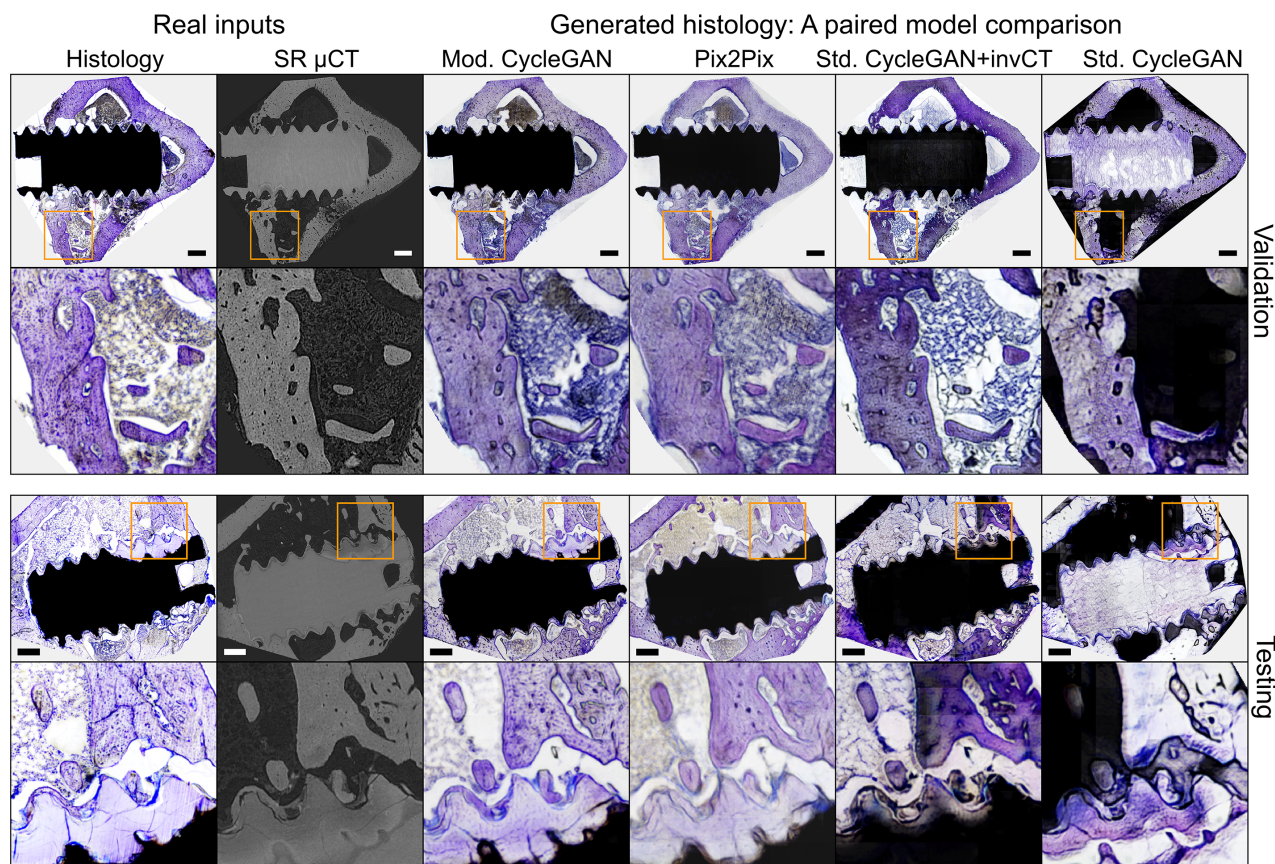 Real inputs
Generated histology: A paired model comparison
Histology
SR µCT
Mod. CycleGAN
Pix2Pix
Std. CycleGAN+invCT
Std. CycleGAN
Validation
Testing